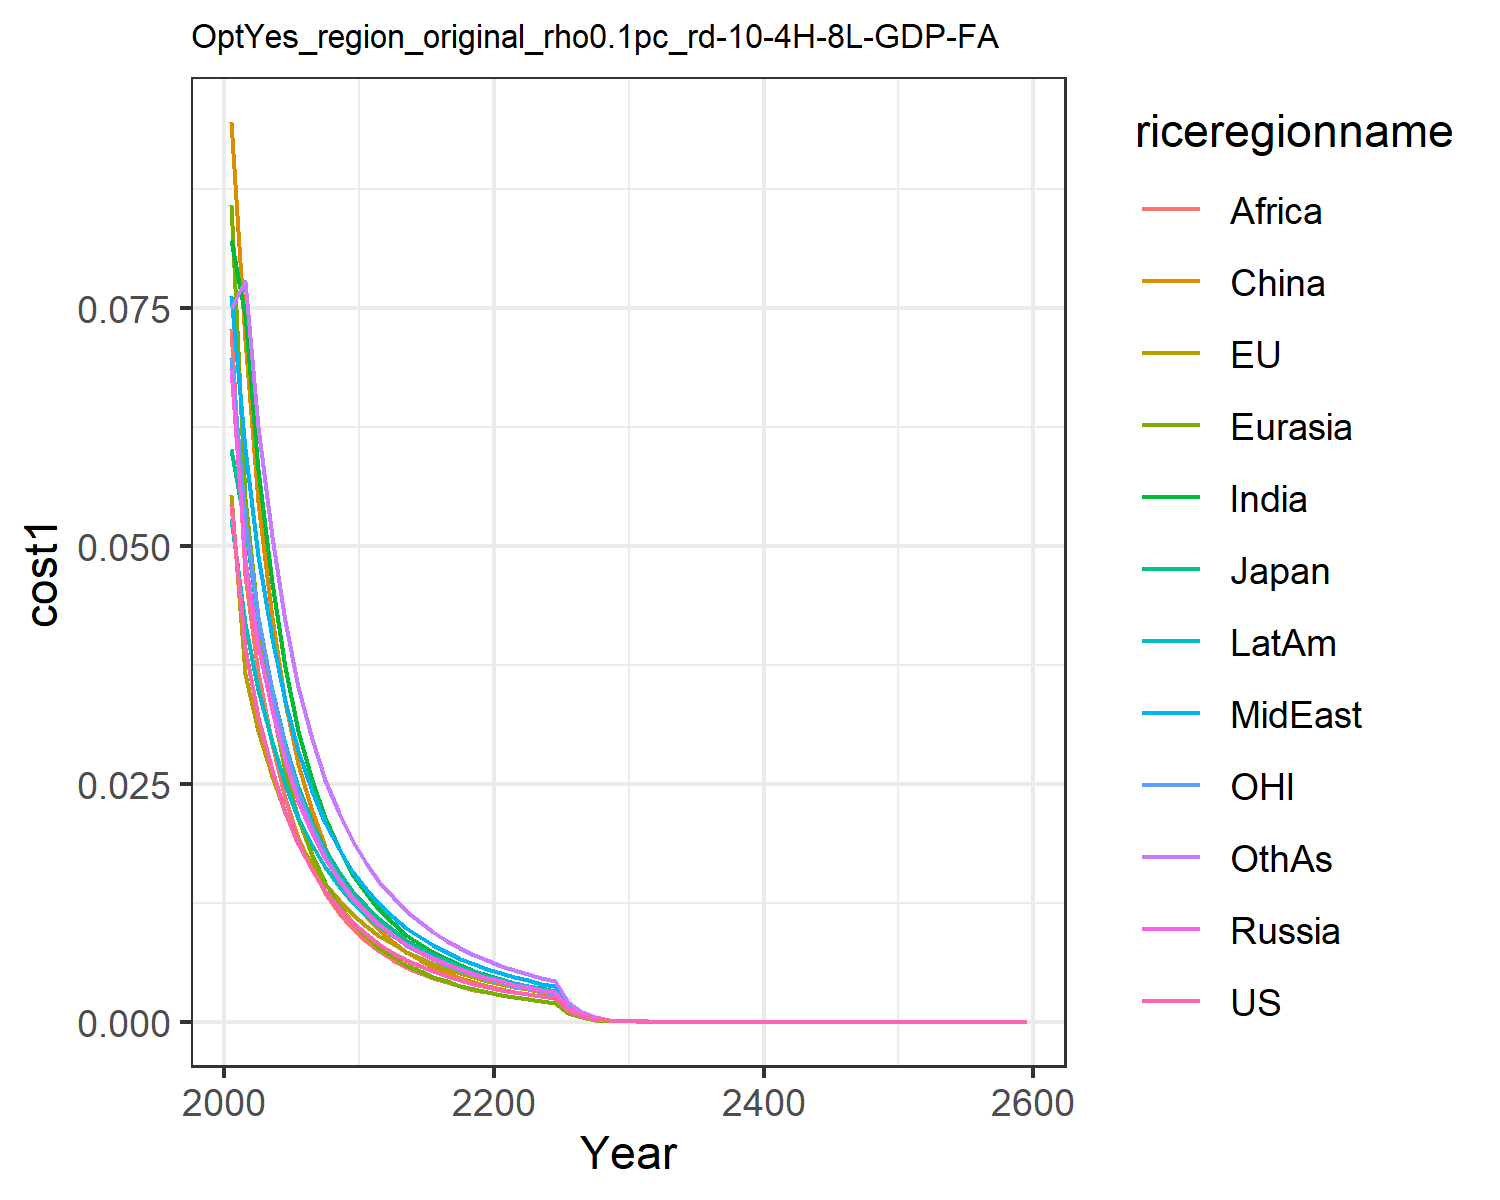 OptYes_region_original_rho0.1pc_rd-10-4H-8L-GDP-FA
cost1
0.075
0.050
0.025
0.000
2000
2200
2400
2600
Year
riceregionname
Africa
China
EU
Eurasia
India
Japan
LatAm
MidEast
OHI
OthAs
Russia
US